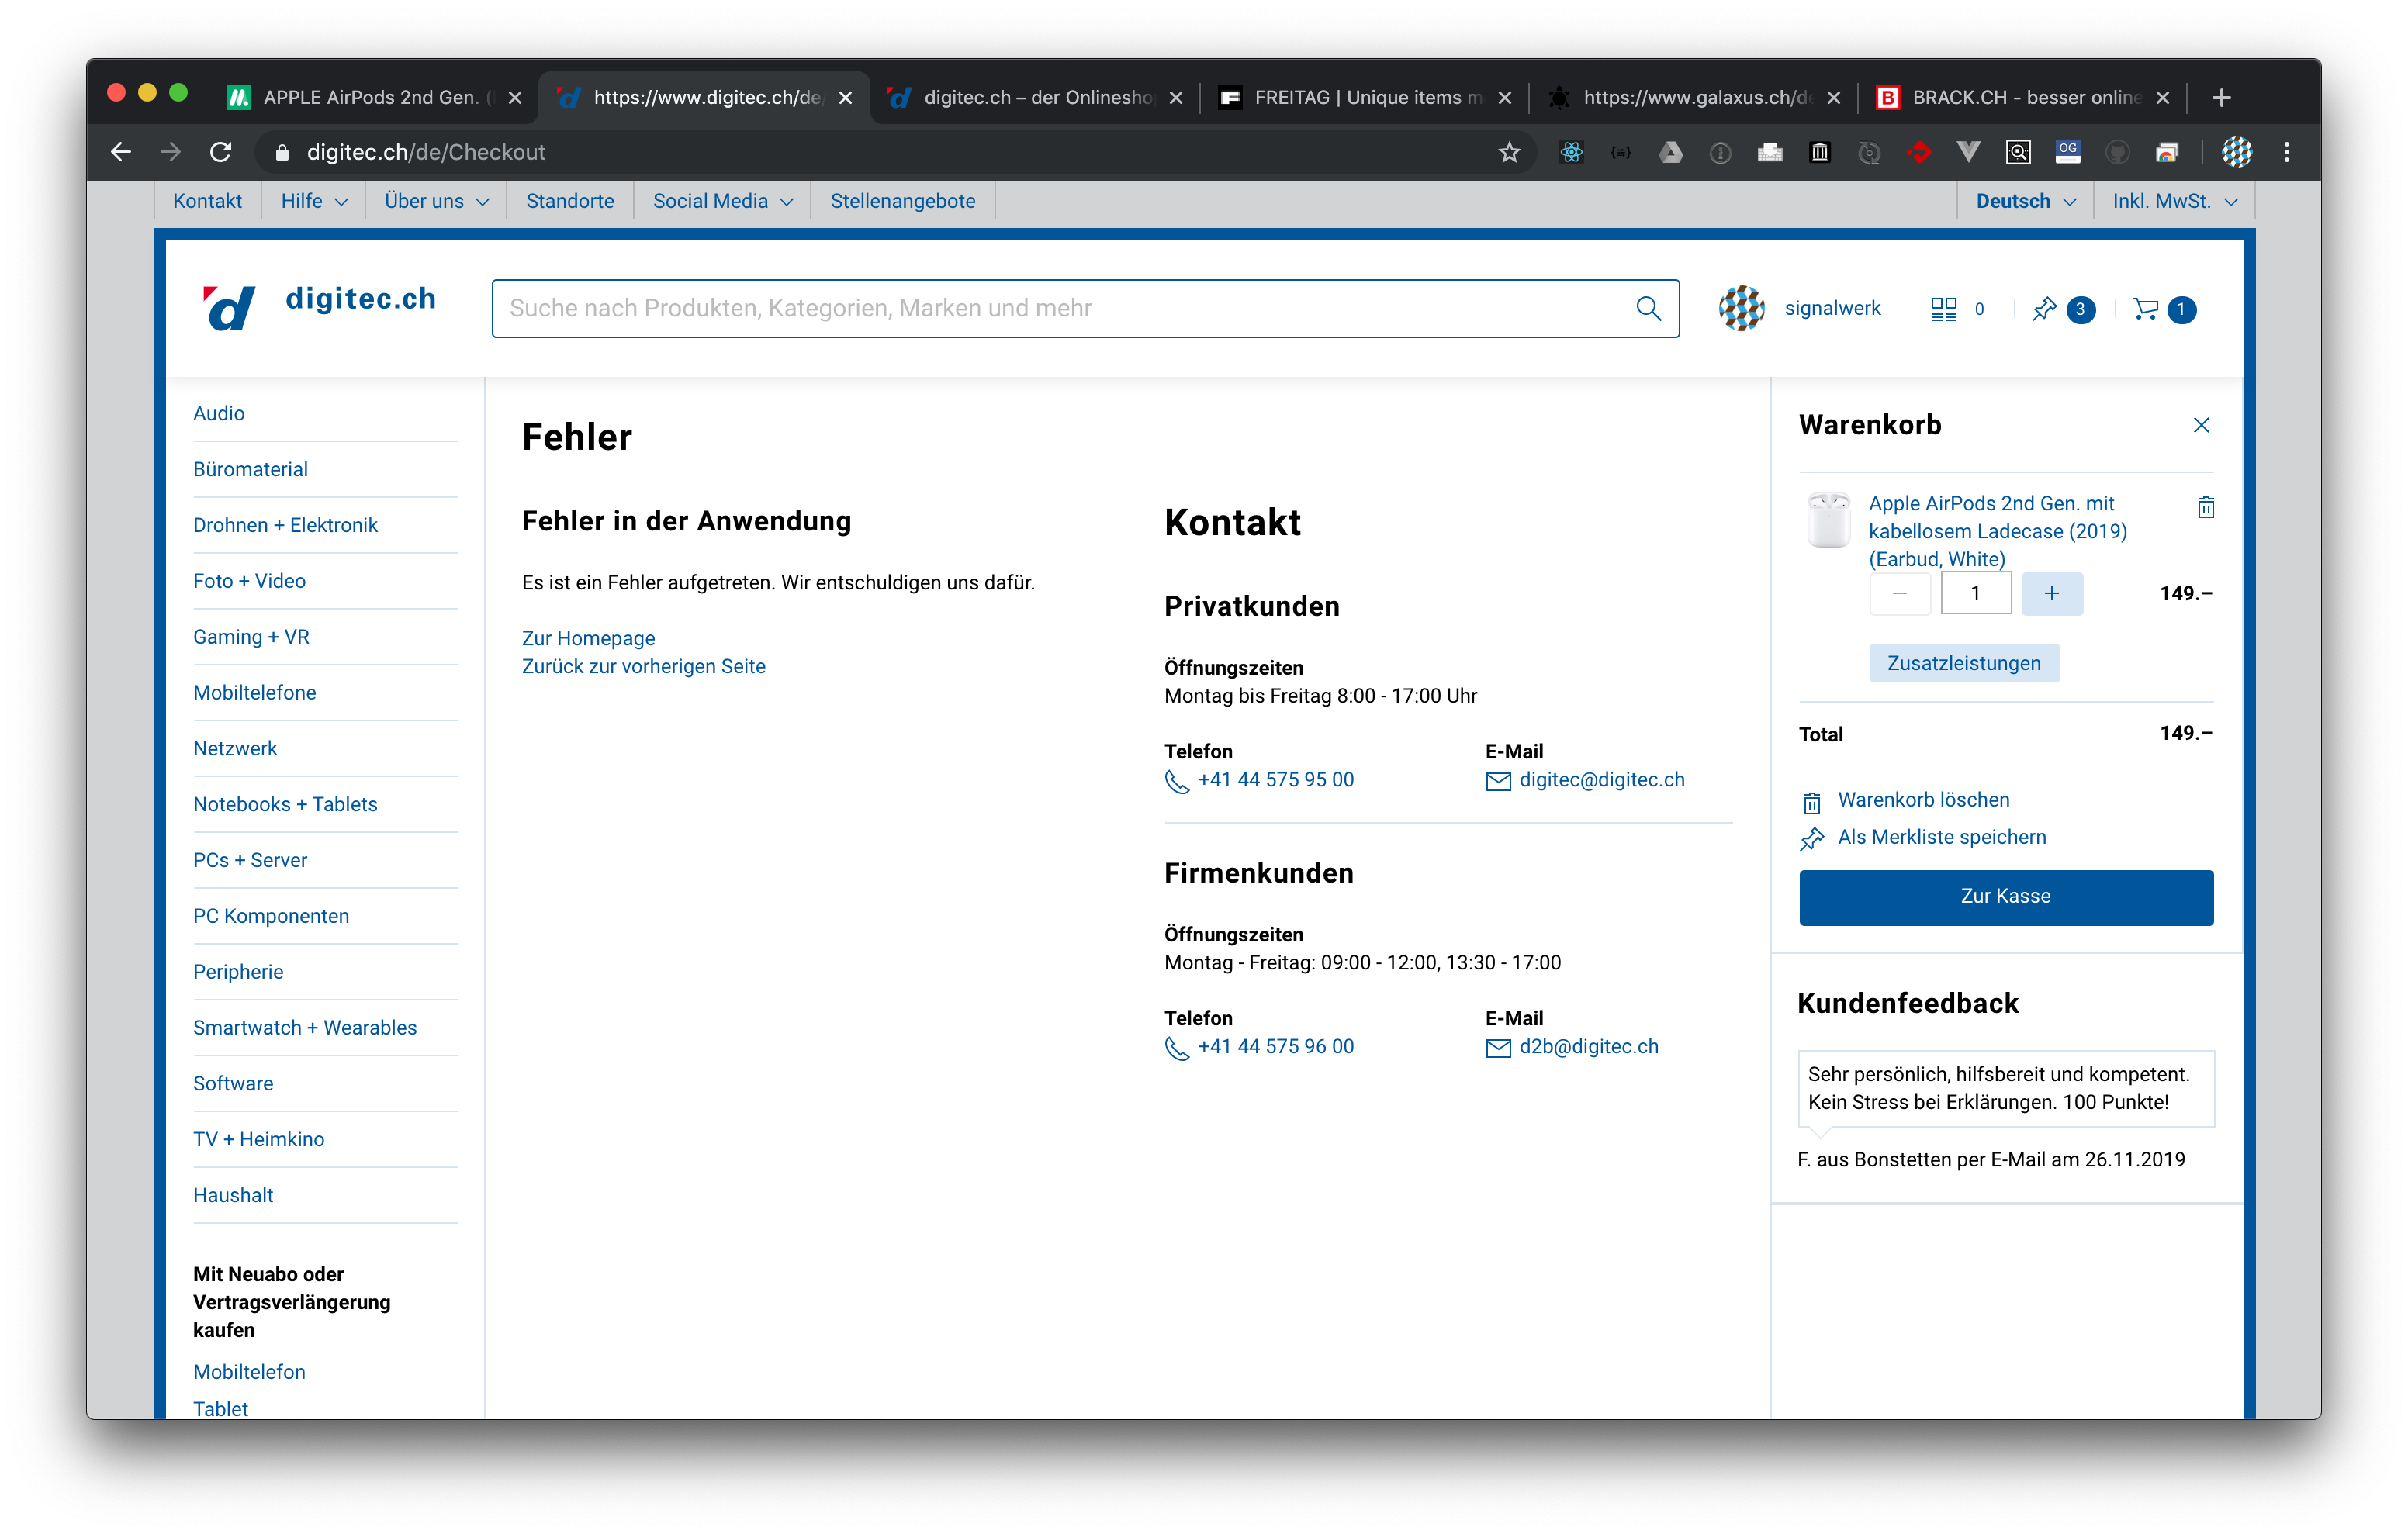 APPLE AirPods 2nd Gen. (
https://www.digitec.ch/de/
digitec.ch – der Onlinesho
FREITAG | Unique items m
https://www.galaxus.ch/de
BRACK.CH - besser online
digitec.ch/de/Checkout
OG
Kontakt
Hilfe
Über uns
Standorte
Social Media
Stellenangebote
Deutsch
Inkl. MwSt.
digitec.ch
Suche nach Produkten, Kategorien, Marken und mehr
signalwerk
0
3
1
Audio
Büromaterial
Drohnen + Elektronik
Foto + Video
Gaming + VR
Mobiltelefone
Netzwerk
Notebooks + Tablets
PCs + Server
PC Komponenten
Peripherie
Smartwatch + Wearables
Software
TV + Heimkino
Haushalt
Mit Neuabo oder
Vertragsverlängerung
kaufen
Mobiltelefon
Tablet
Fehler
Fehler in der Anwendung
Es ist ein Fehler aufgetreten. Wir entschuldigen uns dafür.
Zur Homepage
Zurück zur vorherigen Seite
Kontakt
Privatkunden
Öffnungszeiten
Montag bis Freitag 8:00 - 17:00 Uhr
Telefon
+41 44 575 95 00
E-Mail
digitec@digitec.ch
Firmenkunden
Öffnungszeiten
Montag - Freitag: 09:00 - 12:00, 13:30 - 17:00
Telefon
+41 44 575 96 00
E-Mail
d2b@digitec.ch
Warenkorb
Apple AirPods 2nd Gen. mit
kabellosem Ladecase (2019)
(Earbud, White)
1
149.–
Zusatzleistungen
Total 149.–
Warenkorb löschen
Als Merkliste speichern
Zur Kasse
Kundenfeedback
Sehr persönlich, hilfsbereit und kompetent.
Kein Stress bei Erklärungen. 100 Punkte!
F. aus Bonstetten per E-Mail am 26.11.2019